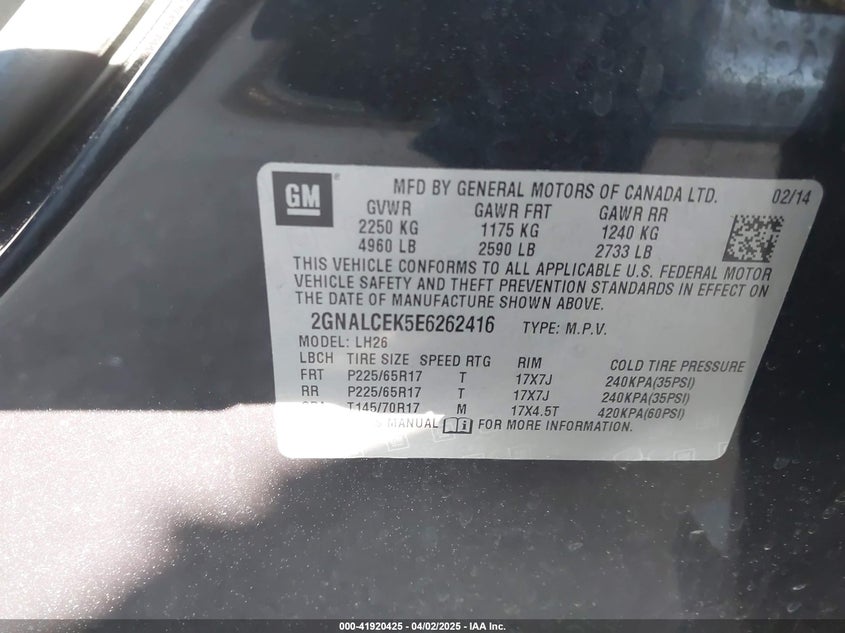 GM ®
MFD BY GENERAL MOTORS OF CANADA LTD. 02/14
GVWR GAWR FRT GAWR RR
2250 KG 1175 KG 1240 KG
4960 LB 2590 LB 2733 LB
THIS VEHICLE CONFORMS TO ALL APPLICABLE U.S. FEDERAL MOTOR
VEHICLE SAFETY AND THEFT PREVENTION STANDARDS IN EFFECT ON
THE DATE OF MANUFACTURE SHOWN ABOVE.
2GNALCEK5E6262416 TYPE: M.P.V.
MODEL: LH26
LBCH TIRE SIZE SPEED RTG RIM COLD TIRE PRESSURE
FRT P225/65R17 T 17X7J 240KPA(35PSI)
RR P225/65R17 T 17X7J 240KPA(35PSI)
T145/70R17 M 17X4.5T 420KPA(60PSI)
MANUAL FOR MORE INFORMATION.
000-41920425 - 04/02/2025 - IAA Inc.